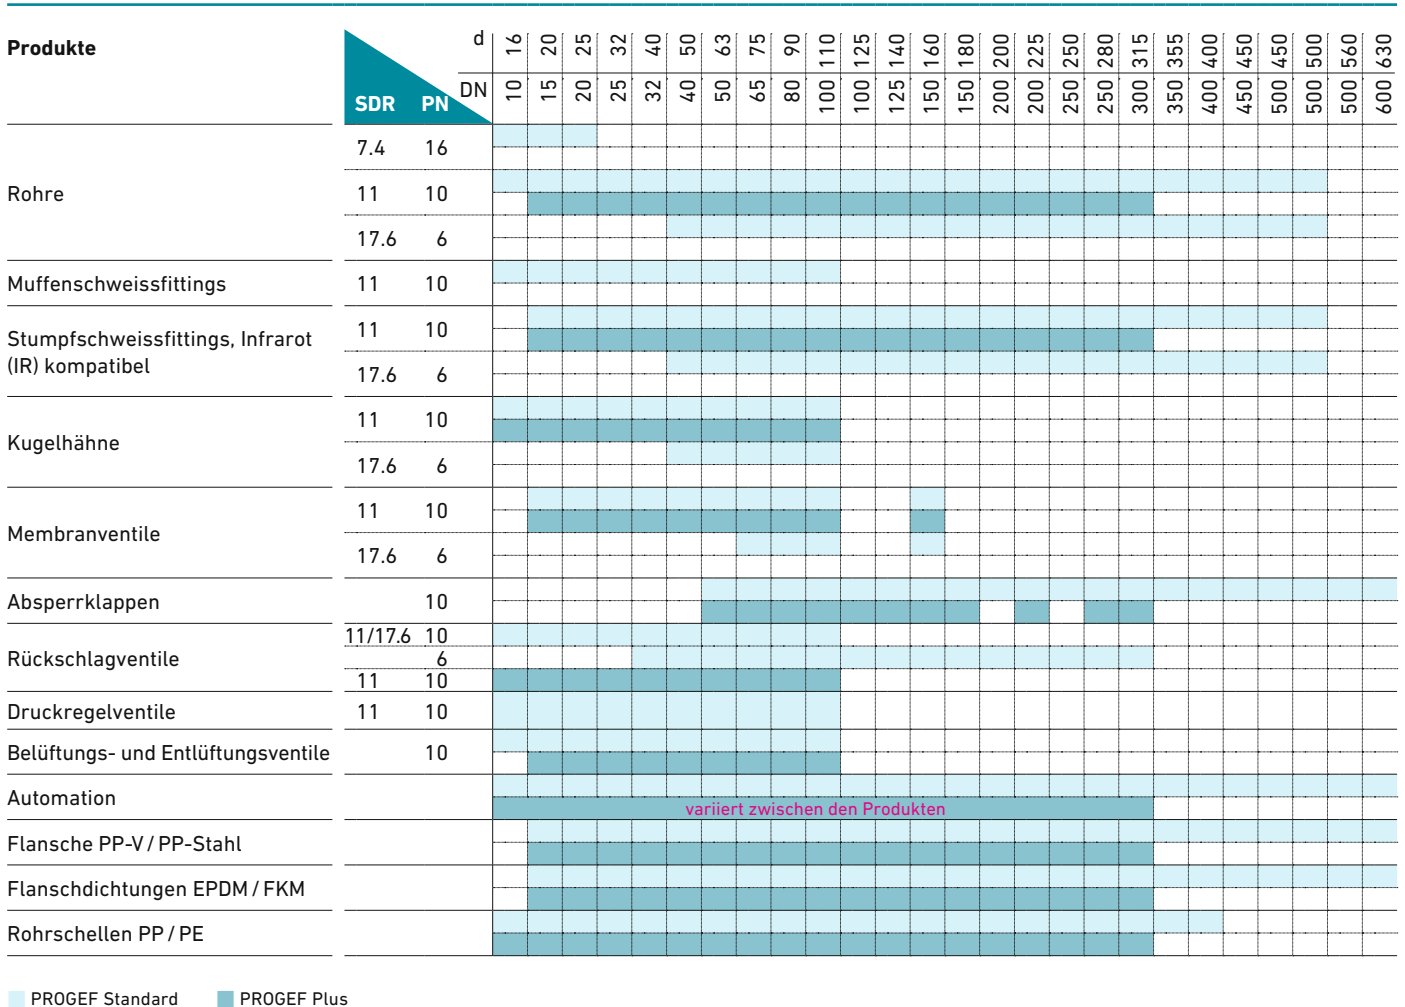 Produkte
SDR PN
d 16 20 25 32 40 50 63 75 90 110 125 140 160 180 200 225 250 280 315 355 400 450 450 500 560 630
DN 10 15 20 25 32 40 50 65 80 100 100 125 150 150 200 200 250 250 300 350 400 450 500 500 500 600
Rohre
7.4 16
11 10
17.6 6
Muffenschweissfittings 11 10
Stumpfschweissfittings, Infrarot
(IR) kompatibel
11 10
17.6 6
Kugelhähne
11 10
17.6 6
Membranventile
11 10
17.6 6
Absperrklappen 10
Rückschlagventile
11/17.6 10
6
11 10
Druckregelventile 11 10
Belüftungs- und Entlüftungsventile 10
Automation
variiert zwischen den Produkten
Flansche PP-V / PP-Stahl
Flanschdichtungen EPDM / FKM
Rohrschellen PP / PE
PROGEF Standard PROGEF Plus